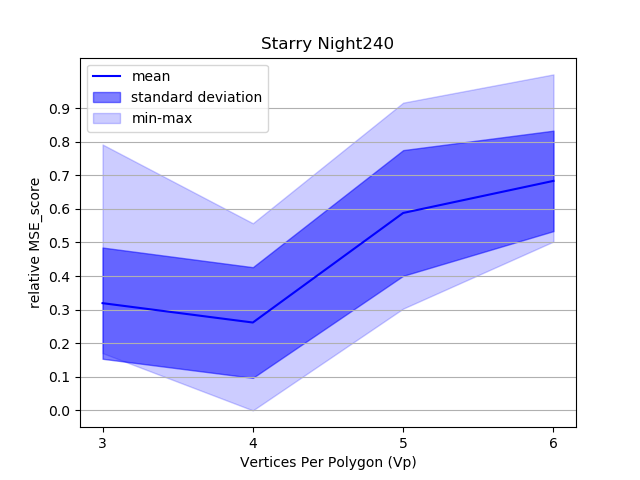 Starry Night240
mean
standard deviation
min-max
relative MSE_score
0.9
0.8
0.7
0.6
0.5
0.4
0.3
0.2
0.1
0.0
3 4 5 6
Vertices Per Polygon (Vp)